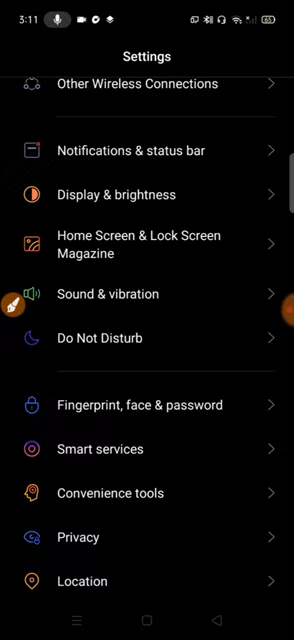 3:11
65
Settings
Other Wireless Connections
Notifications & status bar
Display & brightness
Home Screen & Lock Screen
Magazine
Sound & vibration
Do Not Disturb
Fingerprint, face & password
Smart services
Convenience tools
Privacy
Location